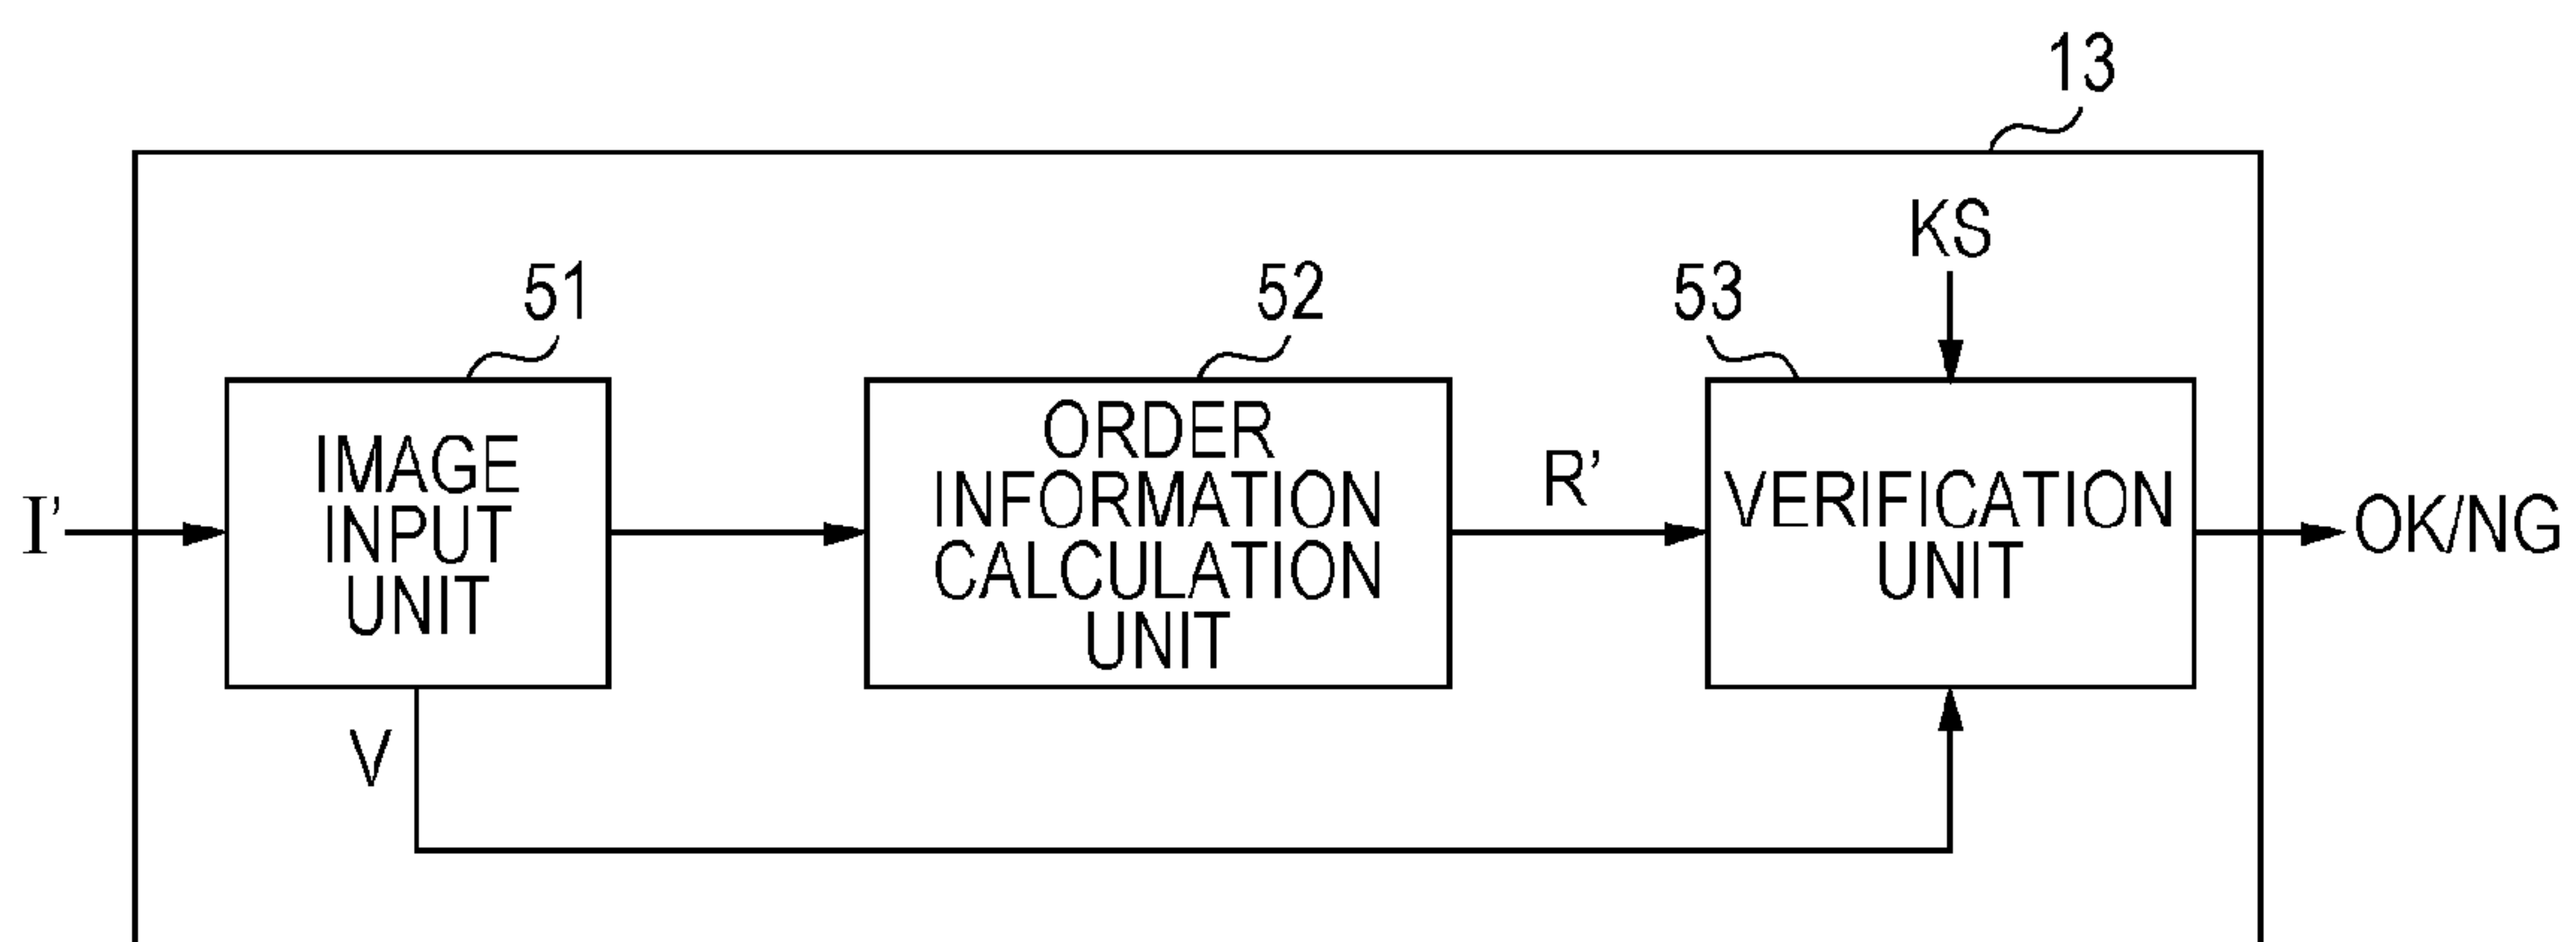 13
KS
51
52
53
I'
IMAGE
INPUT
UNIT
ORDER
INFORMATION
CALCULATION
UNIT
R'
VERIFICATION
UNIT
OK/NG
V